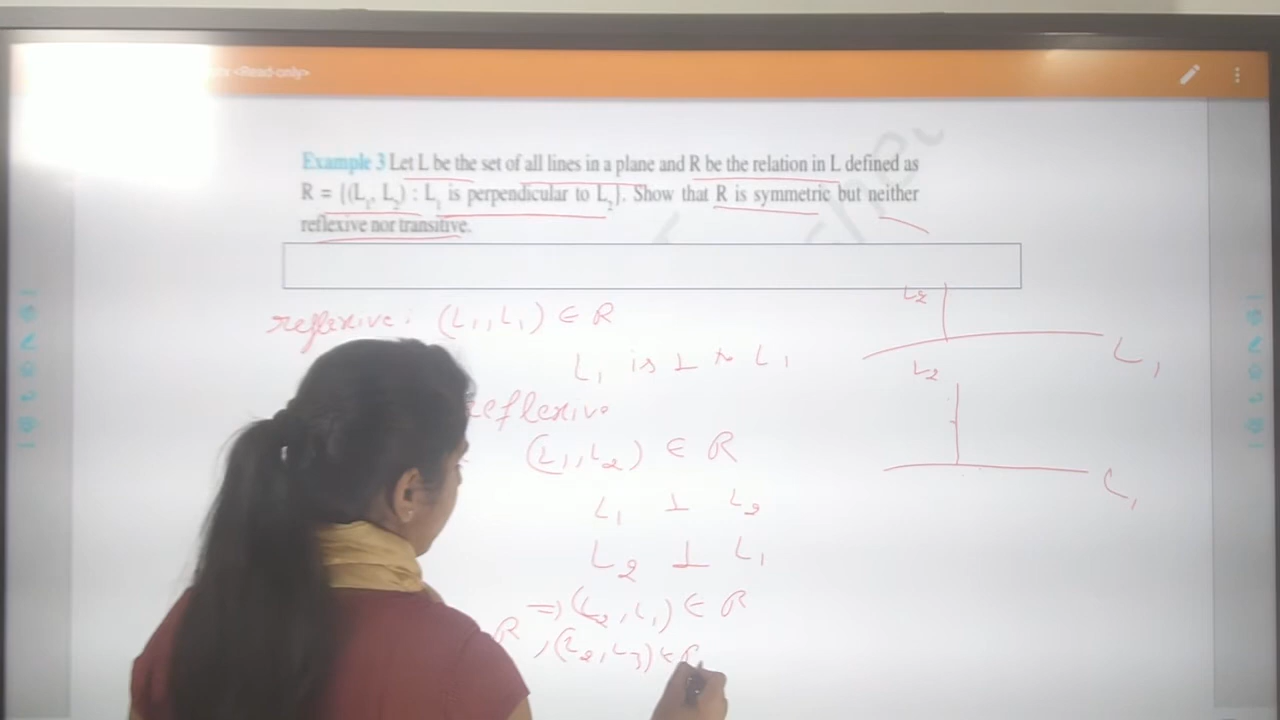 <Read-only>
Example 3 Let L be the set of all lines in a plane and R be the relation in L defined as
R = {(L₁, L₂) : L₁ is perpendicular to L₂}. Show that R is symmetric but neither
reflexive nor transitive.
reflexive: (L₁, L₁) ∈ R
L₁ is ⊥ to L₁
reflexive
(L₁, L₂) ∈ R
L₁ ⊥ L₂
L₂ ⊥ L₁
⇒ (L₂, L₁) ∈ R
R , (L₂, L₃) ∈ R
L₂
L₁
L₂
L₁